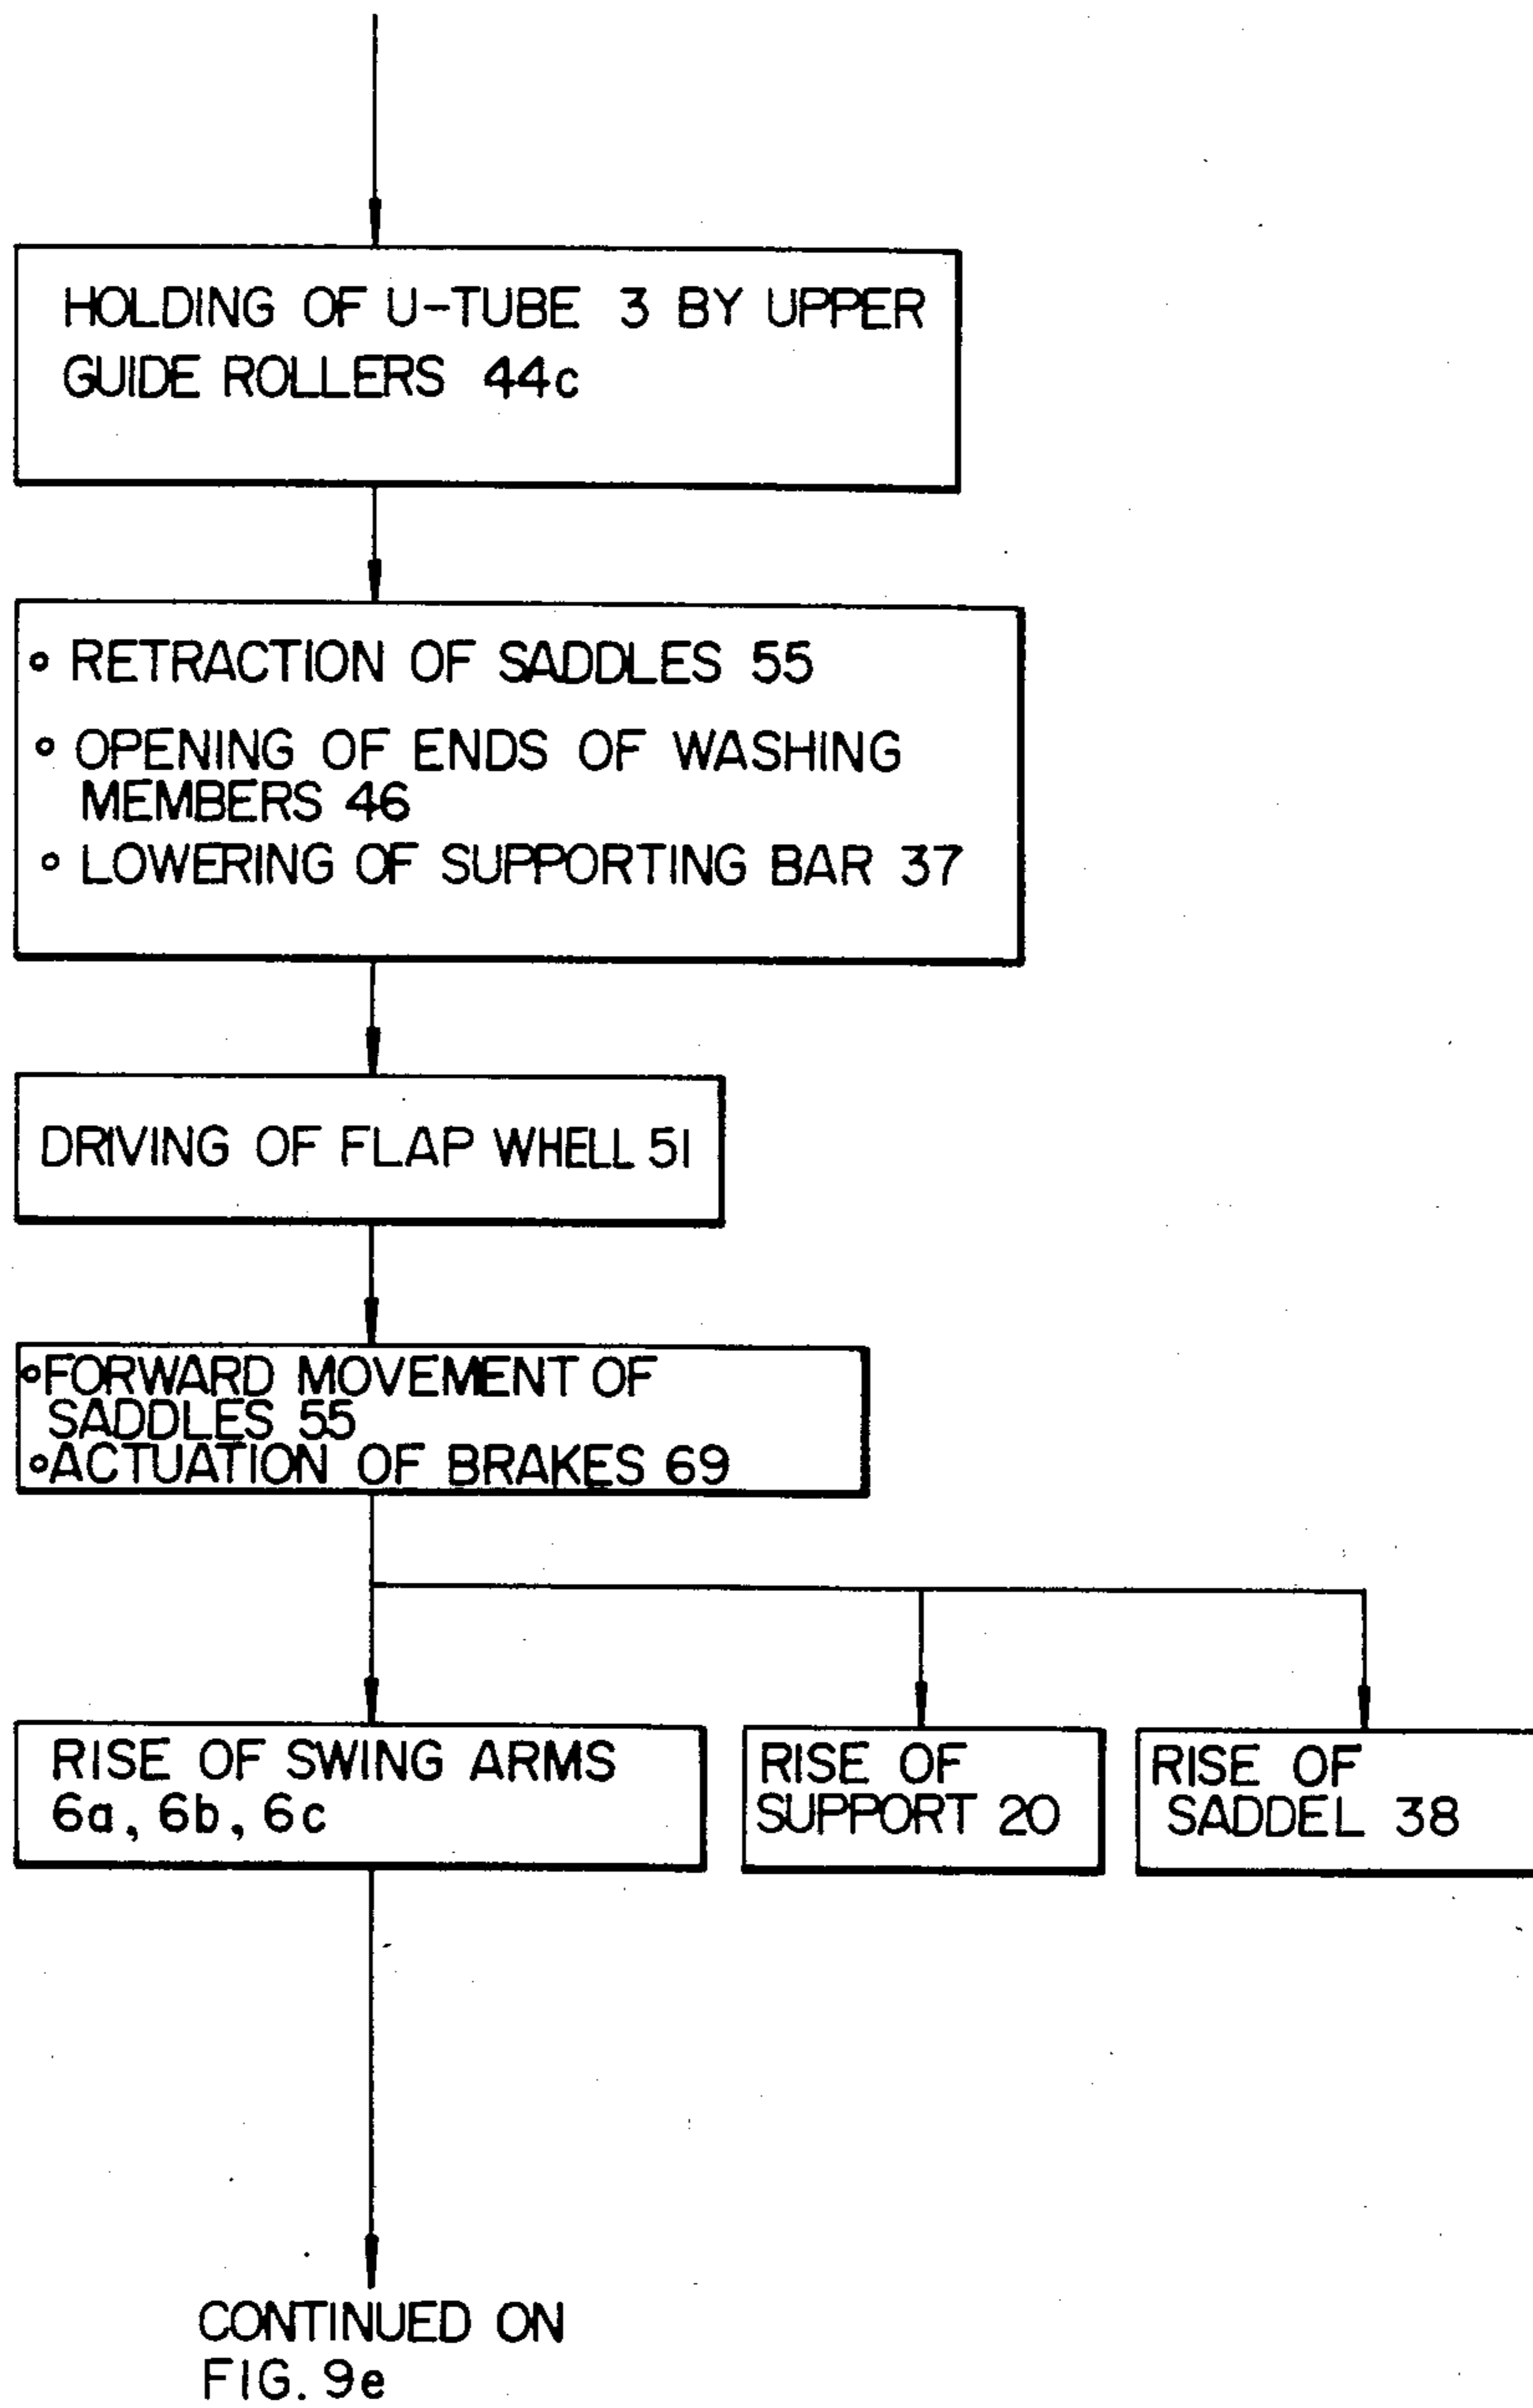 HOLDING OF U-TUBE 3 BY UPPER
GUIDE ROLLERS 44c
° RETRACTION OF SADDLES 55
° OPENING OF ENDS OF WASHING
MEMBERS 46
° LOWERING OF SUPPORTING BAR 37
DRIVING OF FLAP WHELL 51
°FORWARD MOVEMENT OF
SADDLES 55
°ACTUATION OF BRAKES 69
RISE OF SWING ARMS
6a, 6b, 6c
RISE OF
SUPPORT 20
RISE OF
SADDEL 38
CONTINUED ON
FIG. 9e